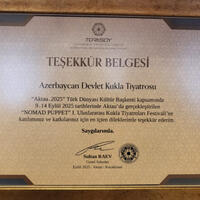 TÜRKSOY
TEŞEKKÜR BELGESİ
Azerbaycan Devlet Kukla Tiyatrosu
"Aktau 2025" Türk Dünyası Kültür Başkenti kapsamında
9-14 Eylül 2025 tarihlerinde Aktau'da gerçekleştirilen
"NOMAD PUPPET" I. Uluslararası Kukla Tiyatroları Festivali'ne
katılımınız ve katkılarınız için en içten dileklerimizle teşekkür ederim.
Saygılarımla.
Sultan RAEV
Genel Sekreter
Eylül 2025 - Aktau - Kazakistan